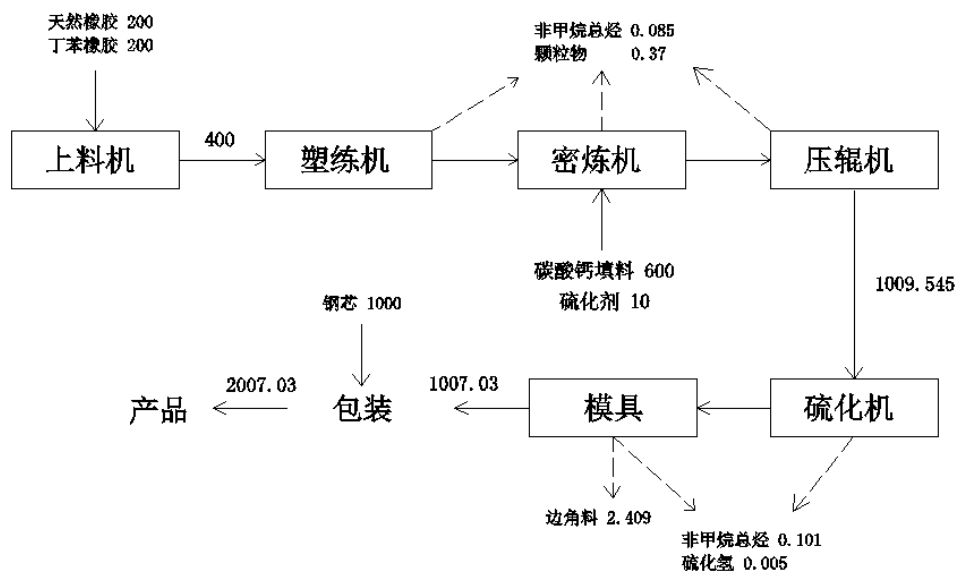 天然橡胶 200
丁苯橡胶 200
非甲烷总烃 0.085
颗粒物 0.37
上料机
400
塑练机
密炼机
压辊机
碳酸钙填料 600
硫化剂 10
1009.545
钢芯 1000
产品
2007.03
包装
1007.03
模具
硫化机
边角料 2.409
非甲烷总烃 0.101
硫化氢 0.005